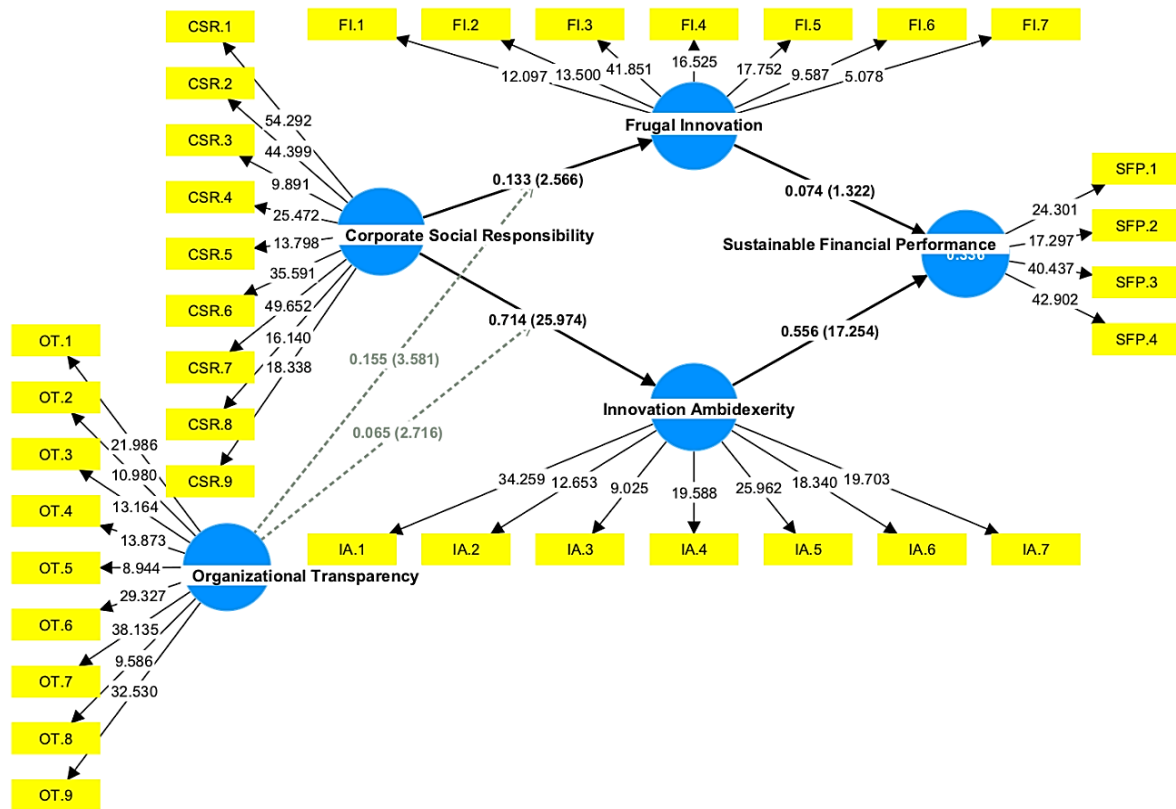 CSR.1
CSR.2
CSR.3
CSR.4
CSR.5
CSR.6
CSR.7
CSR.8
CSR.9
54.292
44.399
9.891
25.472
13.798
35.591
49.652
16.140
18.338
Corporate Social Responsibility
FI.1
FI.2
FI.3
FI.4
FI.5
FI.6
FI.7
12.097
13.500
41.851
16.525
17.752
9.587
5.078
Frugal Innovation
0.133 (2.566)
0.074 (1.322)
0.714 (25.974)
0.556 (17.254)
0.155 (3.581)
0.065 (2.716)
Sustainable Financial Performance
0.336
SFP.1
SFP.2
SFP.3
SFP.4
24.301
17.297
40.437
42.902
Innovation Ambidexerity
34.259
12.653
9.025
19.588
25.962
18.340
19.703
IA.1
IA.2
IA.3
IA.4
IA.5
IA.6
IA.7
OT.1
OT.2
OT.3
OT.4
OT.5
OT.6
OT.7
OT.8
OT.9
21.986
10.980
13.164
13.873
8.944
29.327
38.135
9.586
32.530
Organizational Transparency